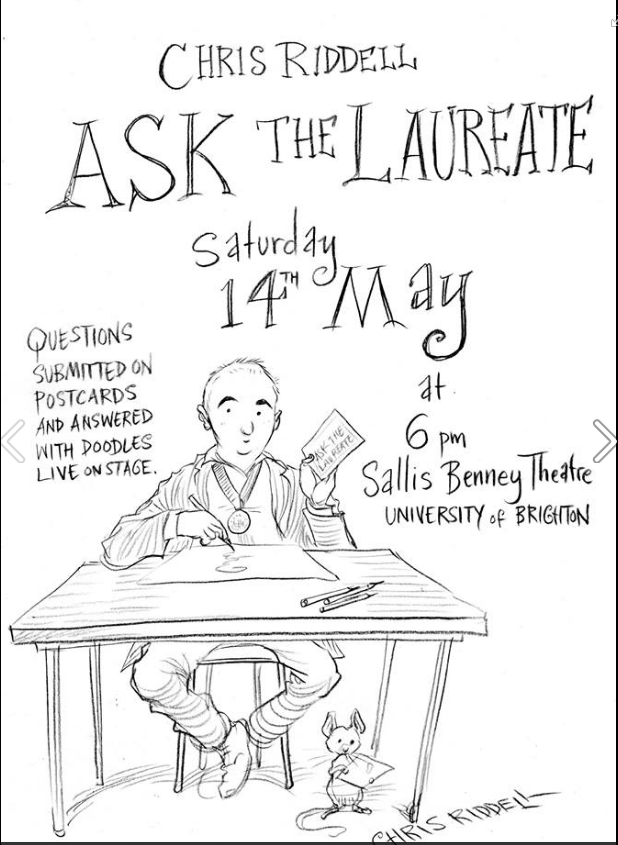 CHRIS RIDDELL
ASK THE LAUREATE
Saturday
14TH May
QUESTIONS
SUBMITTED ON
POSTCARDS
AND ANSWERED
WITH DOODLES
LIVE ON STAGE.
at
6 pm
Sallis Benney Theatre
UNIVERSITY of BRIGHTON
ASK THE
LAUREATE
CHRIS RIDDELL